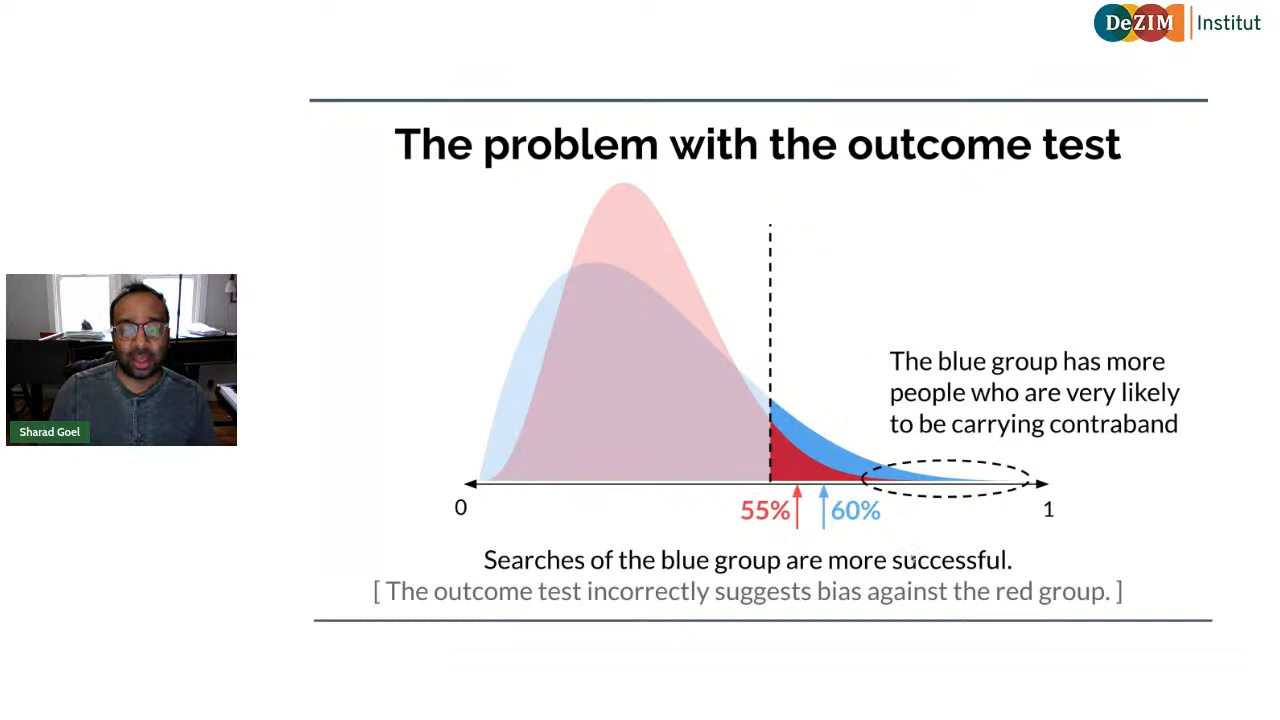 DeZIM Institut
The problem with the outcome test
The blue group has more
people who are very likely
to be carrying contraband
Sharad Goel
0
55%
60%
1
Searches of the blue group are more successful.
[ The outcome test incorrectly suggests bias against the red group. ]